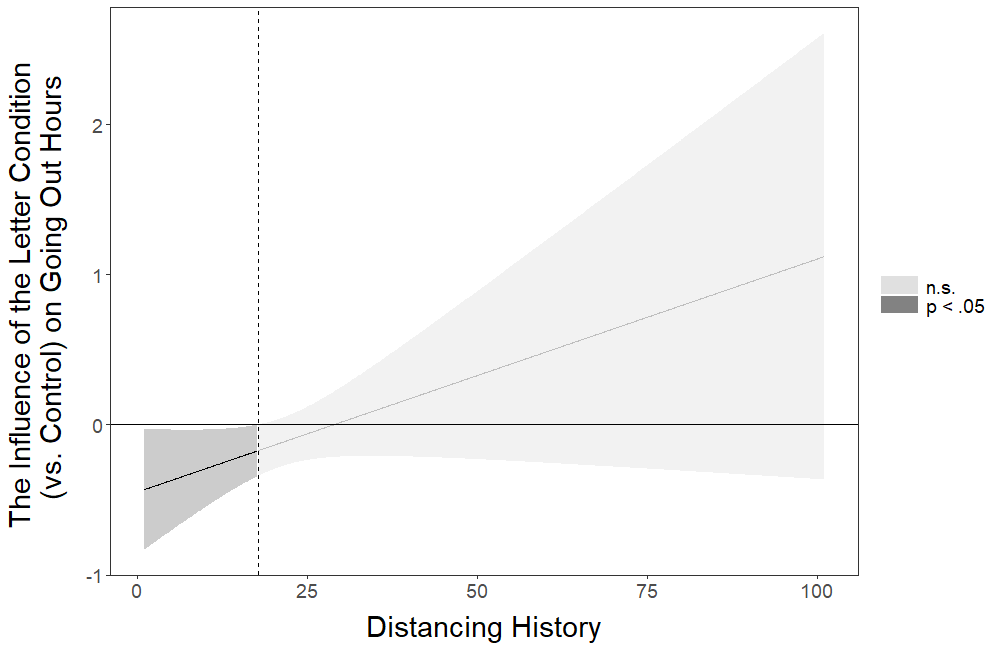 The Influence of the Letter Condition
(vs. Control) on Going Out Hours
2
1
0
-1
0
25
50
75
100
Distancing History
n.s.
p < .05